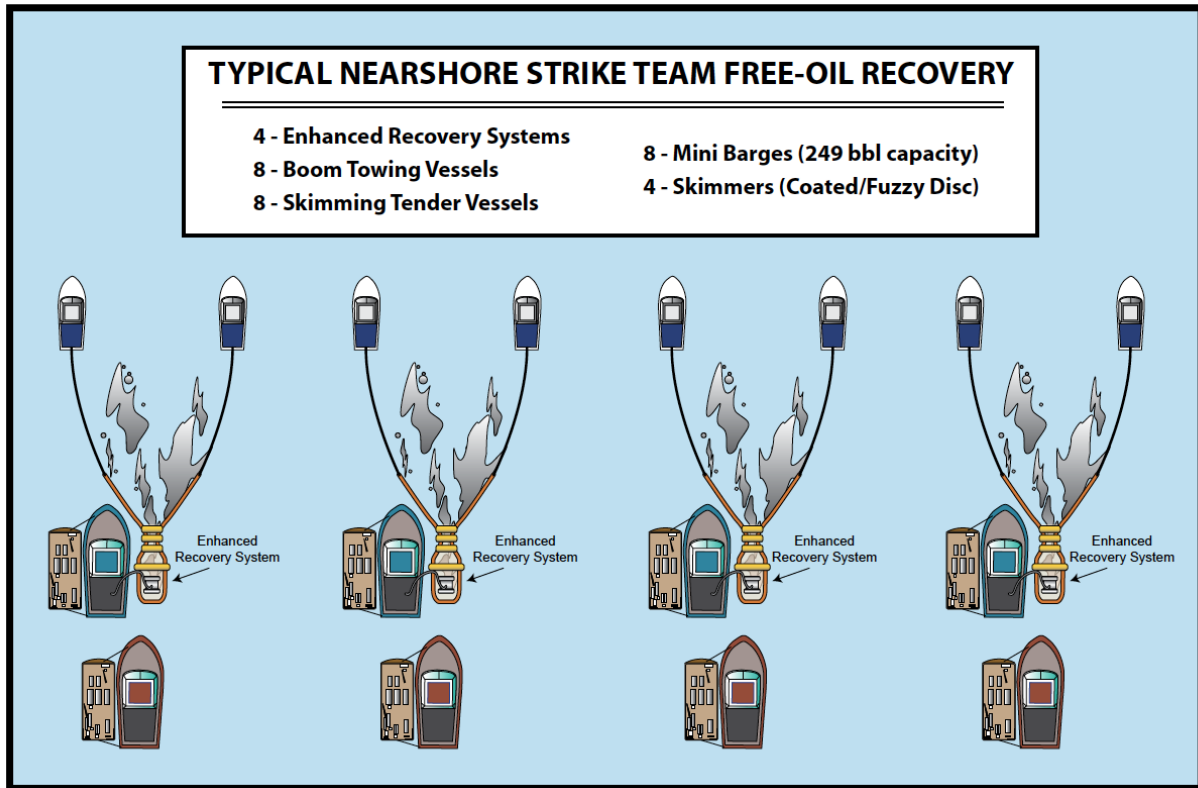 TYPICAL NEARSHORE STRIKE TEAM FREE-OIL RECOVERY
4 - Enhanced Recovery Systems
8 - Boom Towing Vessels
8 - Skimming Tender Vessels
8 - Mini Barges (249 bbl capacity)
4 - Skimmers (Coated/Fuzzy Disc)
Enhanced
Recovery System
Enhanced
Recovery System
Enhanced
Recovery System
Enhanced
Recovery System